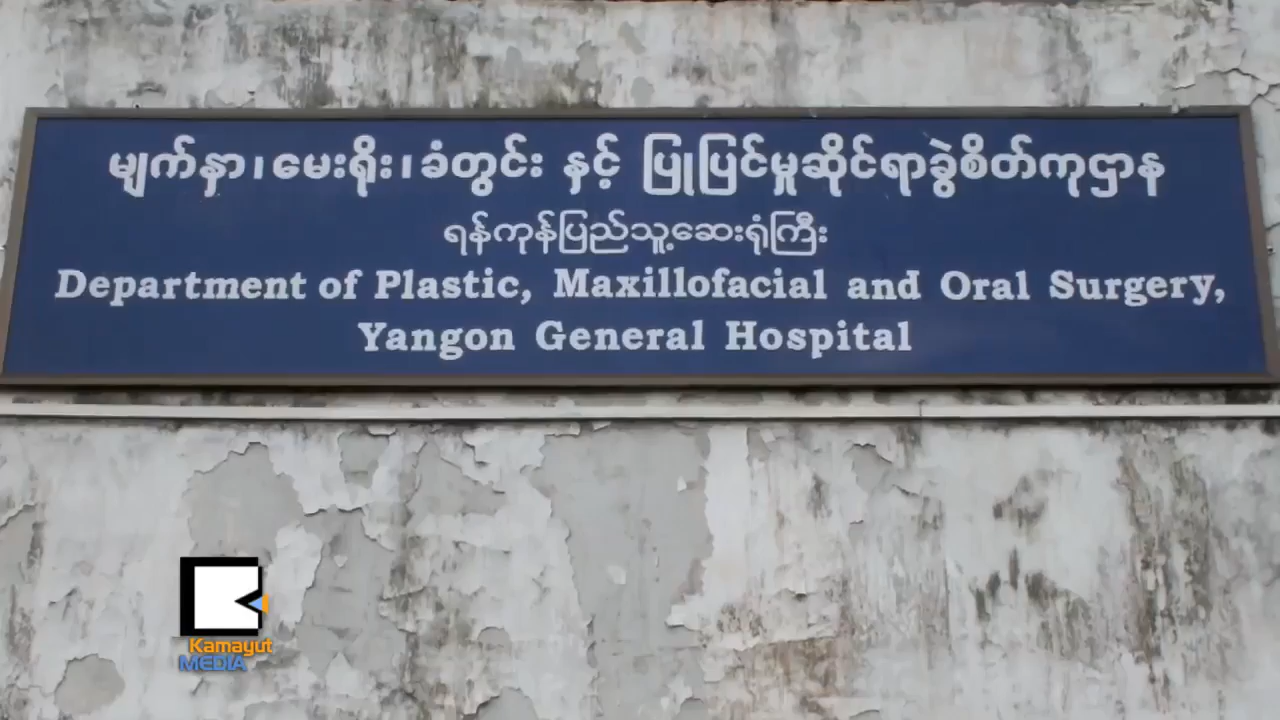 မျက်နှာ၊မေးရိုး၊ခံတွင်း နှင့် ပြုပြင်မှုဆိုင်ရာခွဲစိတ်ကုဌာန
ရန်ကုန်ပြည်သူ့ဆေးရုံကြီး
Department of Plastic, Maxillofacial and Oral Surgery,
Yangon General Hospital
Kamayut
MEDIA